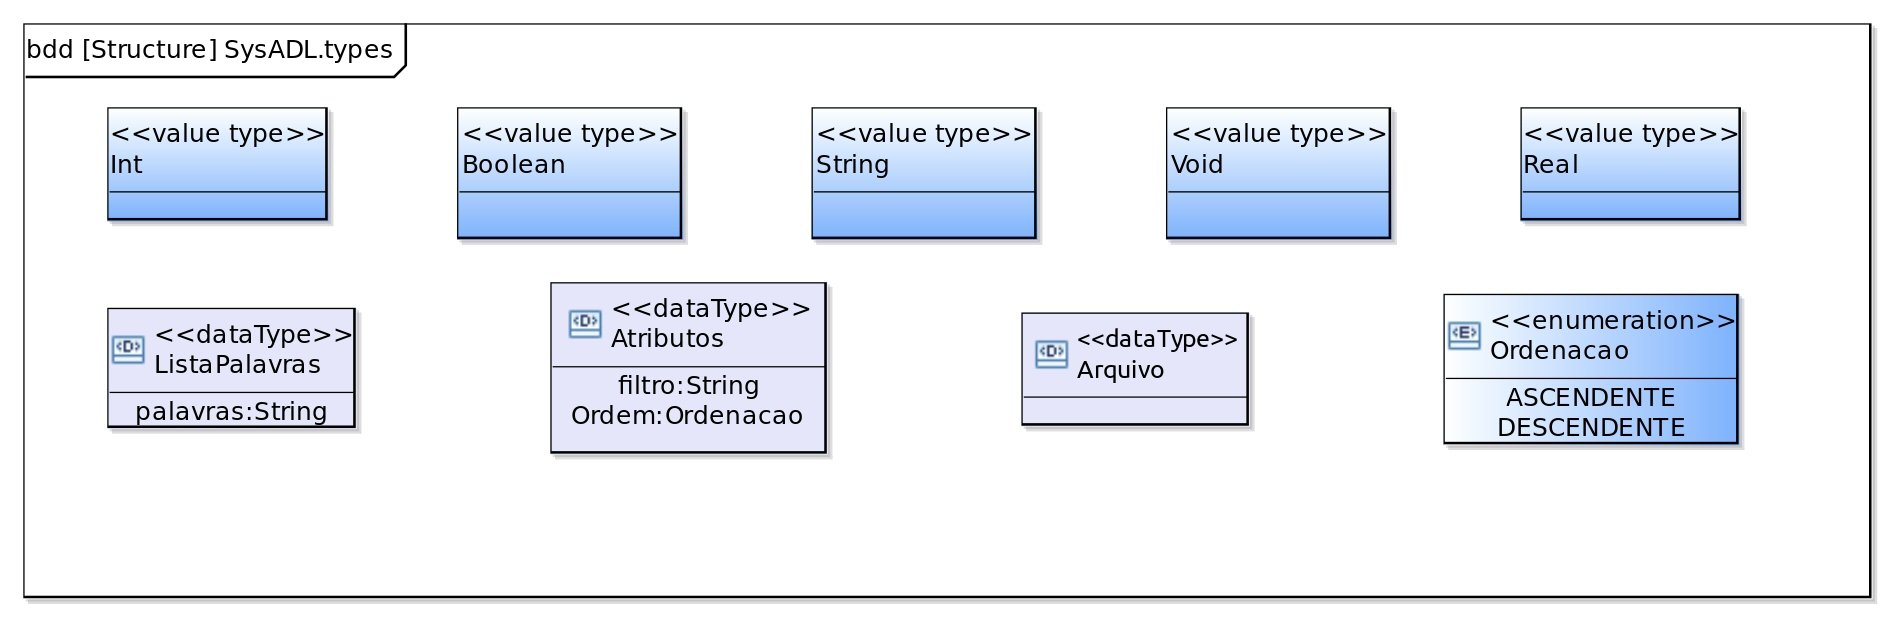 bdd [Structure] SysADL.types
<<value type>>
Int
<<value type>>
Boolean
<<value type>>
String
<<value type>>
Void
<<value type>>
Real
<D>
<<dataType>>
ListaPalavras
palavras:String
<D>
<<dataType>>
Atributos
filtro:String
Ordem:Ordenacao
<D>
<<dataType>>
Arquivo
<E>
<<enumeration>>
Ordenacao
ASCENDENTE
DESCENDENTE